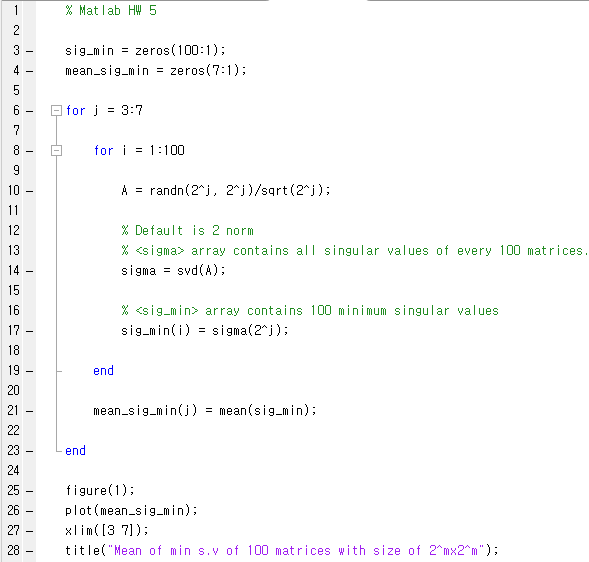 1 % Matlab HW 5
2
3 – sig_min = zeros(100:1);
4 – mean_sig_min = zeros(7:1);
5
6 – for j = 3:7
7
8 – for i = 1:100
9
10 – A = randn(2^j, 2^j)/sqrt(2^j);
11
12 % Default is 2 norm
13 % <sigma> array contains all singular values of every 100 matrices.
14 – sigma = svd(A);
15
16 % <sig_min> array contains 100 minimum singular values
17 – sig_min(i) = sigma(2^j);
18
19 – end
20
21 – mean_sig_min(j) = mean(sig_min);
22
23 – end
24
25 – figure(1);
26 – plot(mean_sig_min);
27 – xlim([3 7]);
28 – title("Mean of min s.v of 100 matrices with size of 2^mx2^m");